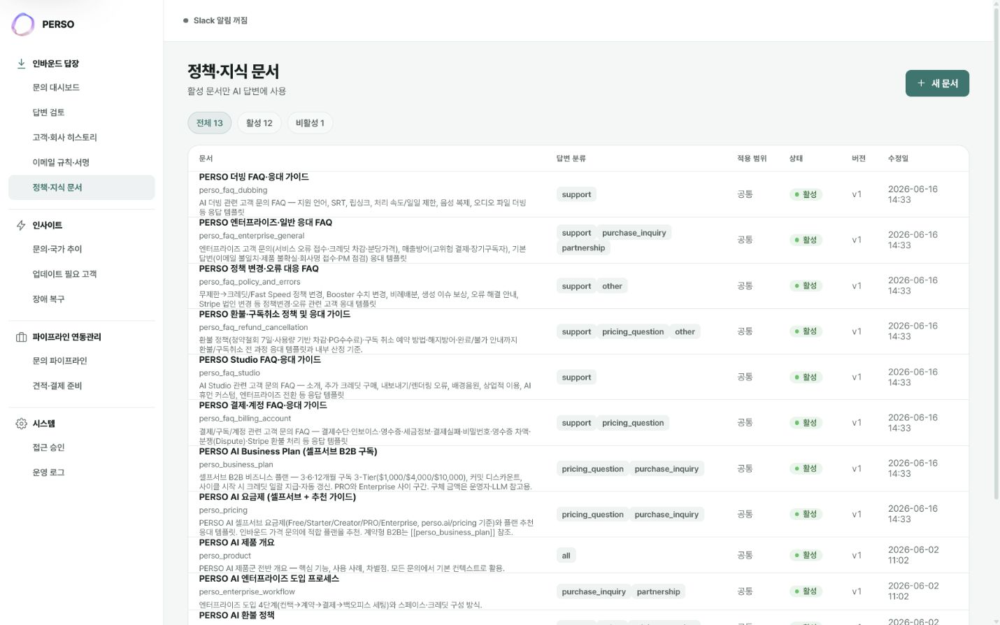 PERSO
인바운드 답장
문의 대시보드
답변 검토
고객·회사 히스토리
이메일 규칙·서명
정책·지식 문서
인사이트
문의·국가 추이
업데이트 필요 고객
장애 복구
파이프라인 연동관리
문의 파이프라인
견적·결제 준비
시스템
접근 승인
운영 로그
Slack 알림 꺼짐
정책·지식 문서
활성 문서만 AI 답변에 사용
+ 새 문서
전체 13 활성 12 비활성 1
문서 답변 분류 적용 범위 상태 버전 수정일
PERSO 더빙 FAQ·응대 가이드
perso_faq_dubbing
AI 더빙 관련 고객 문의 FAQ — 지원 언어, SRT, 립싱크, 처리 속도/일일 제한, 음성 복제, 오디오 파일 더빙
등 응답 템플릿
support
공통
활성
v1
2026-06-16
14:33
PERSO 엔터프라이즈·일반 응대 FAQ
perso_faq_enterprise_general
엔터프라이즈 고객 문의(서비스 오류 접수·크레딧 차감·분당가격), 매출방어(고위험 결제·장기구독자), 기본
답변(이메일 불일치·제품 불확실·회사명 접수·PM 점검) 응대 템플릿
support purchase_inquiry
partnership
공통
활성
v1
2026-06-16
14:33
PERSO 정책 변경·오류 대응 FAQ
perso_faq_policy_and_errors
무제한→크레딧/Fast Speed 정책 변경, Booster 수치 변경, 비례배분, 생성 이슈 보상, 오류 해결 안내,
Stripe 법인 변경 등 정책변경·오류 관련 고객 응대 템플릿
support other
공통
활성
v1
2026-06-16
14:33
PERSO 환불·구독취소 정책 및 응대 가이드
perso_faq_refund_cancellation
환불 정책(청약철회 7일·사용량 기반 차감·PG수수료)·구독 취소 예약 방법·해지방어·완료/불가 안내까지
환불/구독취소 전 과정 응대 템플릿과 내부 산정 기준.
support pricing_question other
공통
활성
v1
2026-06-16
14:33
PERSO Studio FAQ·응대 가이드
perso_faq_studio
AI Studio 관련 고객 문의 FAQ — 소개, 추가 크레딧 구매, 내보내기/렌더링 오류, 배경음원, 상업적 이용, AI
휴먼 커스텀, 엔터프라이즈 전환 등 응답 템플릿
support
공통
활성
v1
2026-06-16
14:33
PERSO 결제·계정 FAQ·응대 가이드
perso_faq_billing_account
결제/구독/계정 관련 고객 문의 FAQ — 결제수단·인보이스·영수증·세금정보·결제실패·비밀번호·영수증 차액·
분쟁(Dispute)·Stripe 환불 처리 등 응답 템플릿
support pricing_question
공통
활성
v1
2026-06-16
14:33
PERSO AI Business Plan (셀프서브 B2B 구독)
perso_business_plan
셀프서브 B2B 비즈니스 플랜 — 3·6·12개월 구독 3-Tier($1,000/$4,000/$10,000), 커밋 디스카운트,
사이클 시작 시 크레딧 일괄 지급·자동 갱신. PRO와 Enterprise 사이 구간. 구체 금액은 운영자·LLM 참고용.
pricing_question purchase_inquiry
공통
활성
v1
2026-06-16
14:33
PERSO AI 요금제 (셀프서브 + 추천 가이드)
perso_pricing
PERSO AI 셀프서브 요금제(Free/Starter/Creator/PRO/Enterprise, perso.ai/pricing 기준)와 플랜 추천
응대 템플릿. 인바운드 가격 문의에 적합 플랜을 추천. 계약형 B2B는 [[perso_business_plan]] 참조.
pricing_question purchase_inquiry
공통
활성
v1
2026-06-16
14:33
PERSO AI 제품 개요
perso_product
PERSO AI 제품군 전반 개요 — 핵심 기능, 사용 사례, 차별점. 모든 문의에서 기본 컨텍스트로 활용.
all
공통
활성
v1
2026-06-02
11:02
PERSO AI 엔터프라이즈 도입 프로세스
perso_enterprise_workflow
엔터프라이즈 도입 4단계(컨택→계약→결제→백오피스 세팅)와 스페이스·크레딧 구성 방식.
purchase_inquiry partnership
공통
활성
v1
2026-06-02
11:02
PERSO AI 환불 정책
2026-06-02